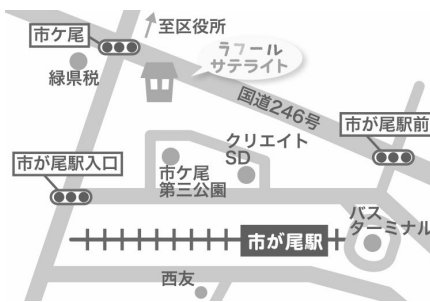 至区役所
市ケ尾
ラフール
サテライト
緑県税
国道246号
市が尾駅前
クリエイト
SD
市が尾駅入口
市ケ尾
第三公園
バス
ターミナル
市が尾駅
西友